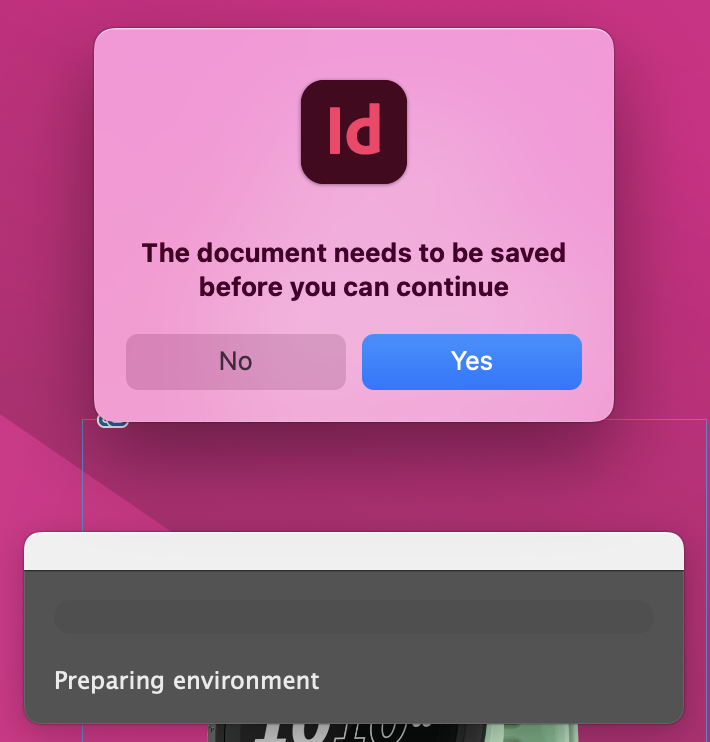 Id
The document needs to be saved
before you can continue
No
Yes
Preparing environment